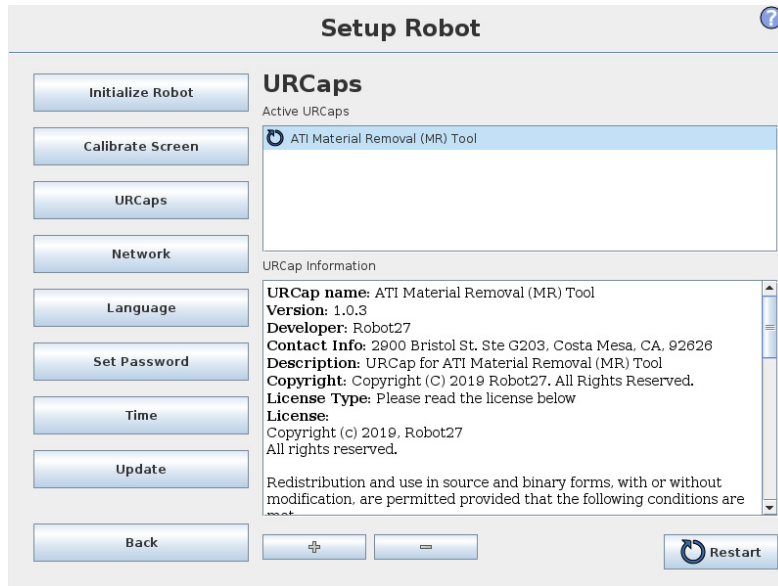 Setup Robot
?
Initialize Robot
Calibrate Screen
URCaps
Network
Language
Set Password
Time
Update
Back
URCaps
Active URCaps
ATI Material Removal (MR) Tool
URCap Information
URCap name: ATI Material Removal (MR) Tool
Version: 1.0.3
Developer: Robot27
Contact Info: 2900 Bristol St. Ste G203, Costa Mesa, CA, 92626
Description: URCap for ATI Material Removal (MR) Tool
Copyright: Copyright (C) 2019 Robot27. All Rights Reserved.
License Type: Please read the license below
License:
Copyright (c) 2019, Robot27
All rights reserved.
Redistribution and use in source and binary forms, with or without
modification, are permitted provided that the following conditions are
Restart